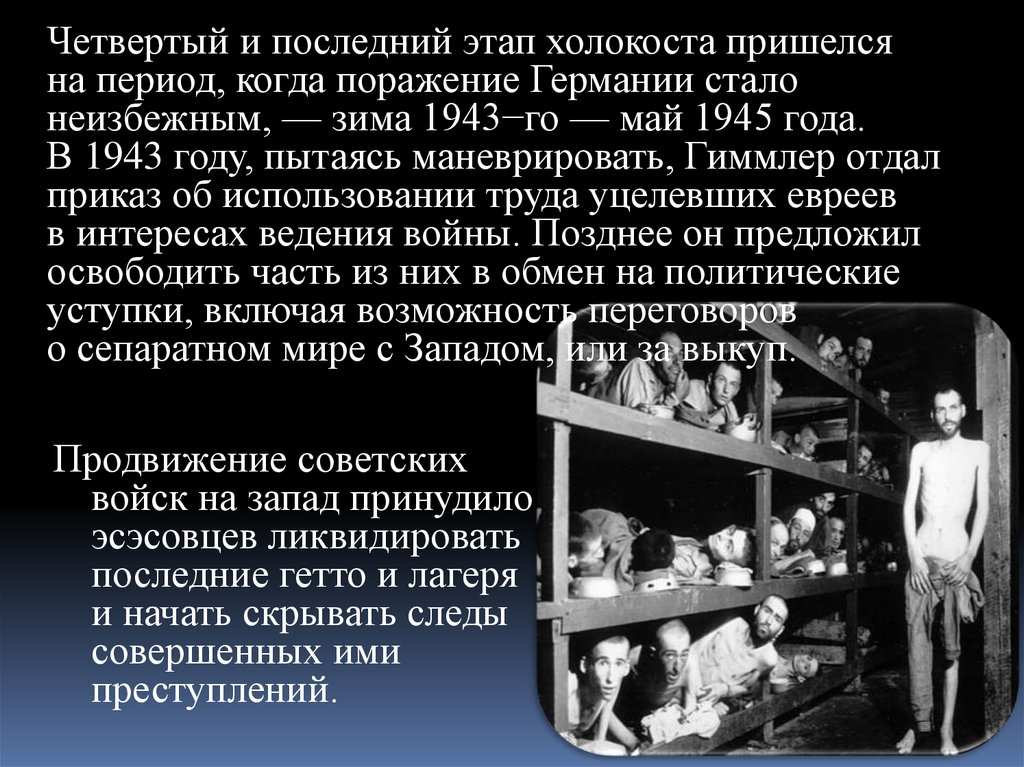 Четвертый и последний этап холокоста пришелся
на период, когда поражение Германии стало
неизбежным, — зима 1943−го — май 1945 года.
В 1943 году, пытаясь маневрировать, Гиммлер отдал
приказ об использовании труда уцелевших евреев
в интересах ведения войны. Позднее он предложил
освободить часть из них в обмен на политические
уступки, включая возможность переговоров
о сепаратном мире с Западом, или за выкуп.
Продвижение советских
войск на запад принудило
эсэсовцев ликвидировать
последние гетто и лагеря
и начать скрывать следы
совершенных ими
преступлений.